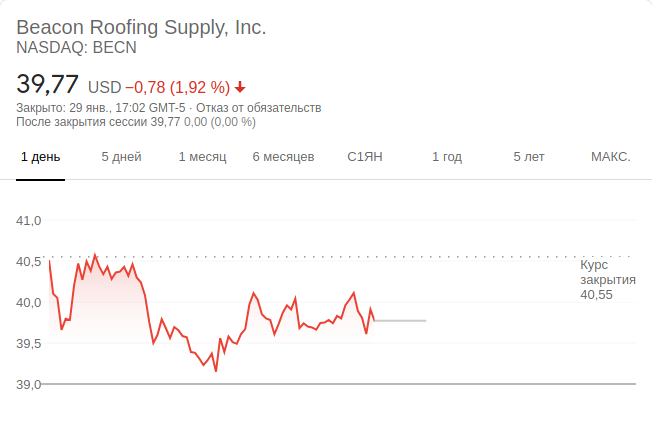 Beacon Roofing Supply, Inc.
NASDAQ: BECN
39,77 USD −0,78 (1,92 %)
Закрыто: 29 янв., 17:02 GMT-5 · Отказ от обязательств
После закрытия сессии 39,77 0,00 (0,00 %)
1 день 5 дней 1 месяц 6 месяцев С1ЯН 1 год 5 лет МАКС.
41,0
40,5
Курс
закрытия
40,55
40,0
39,5
39,0